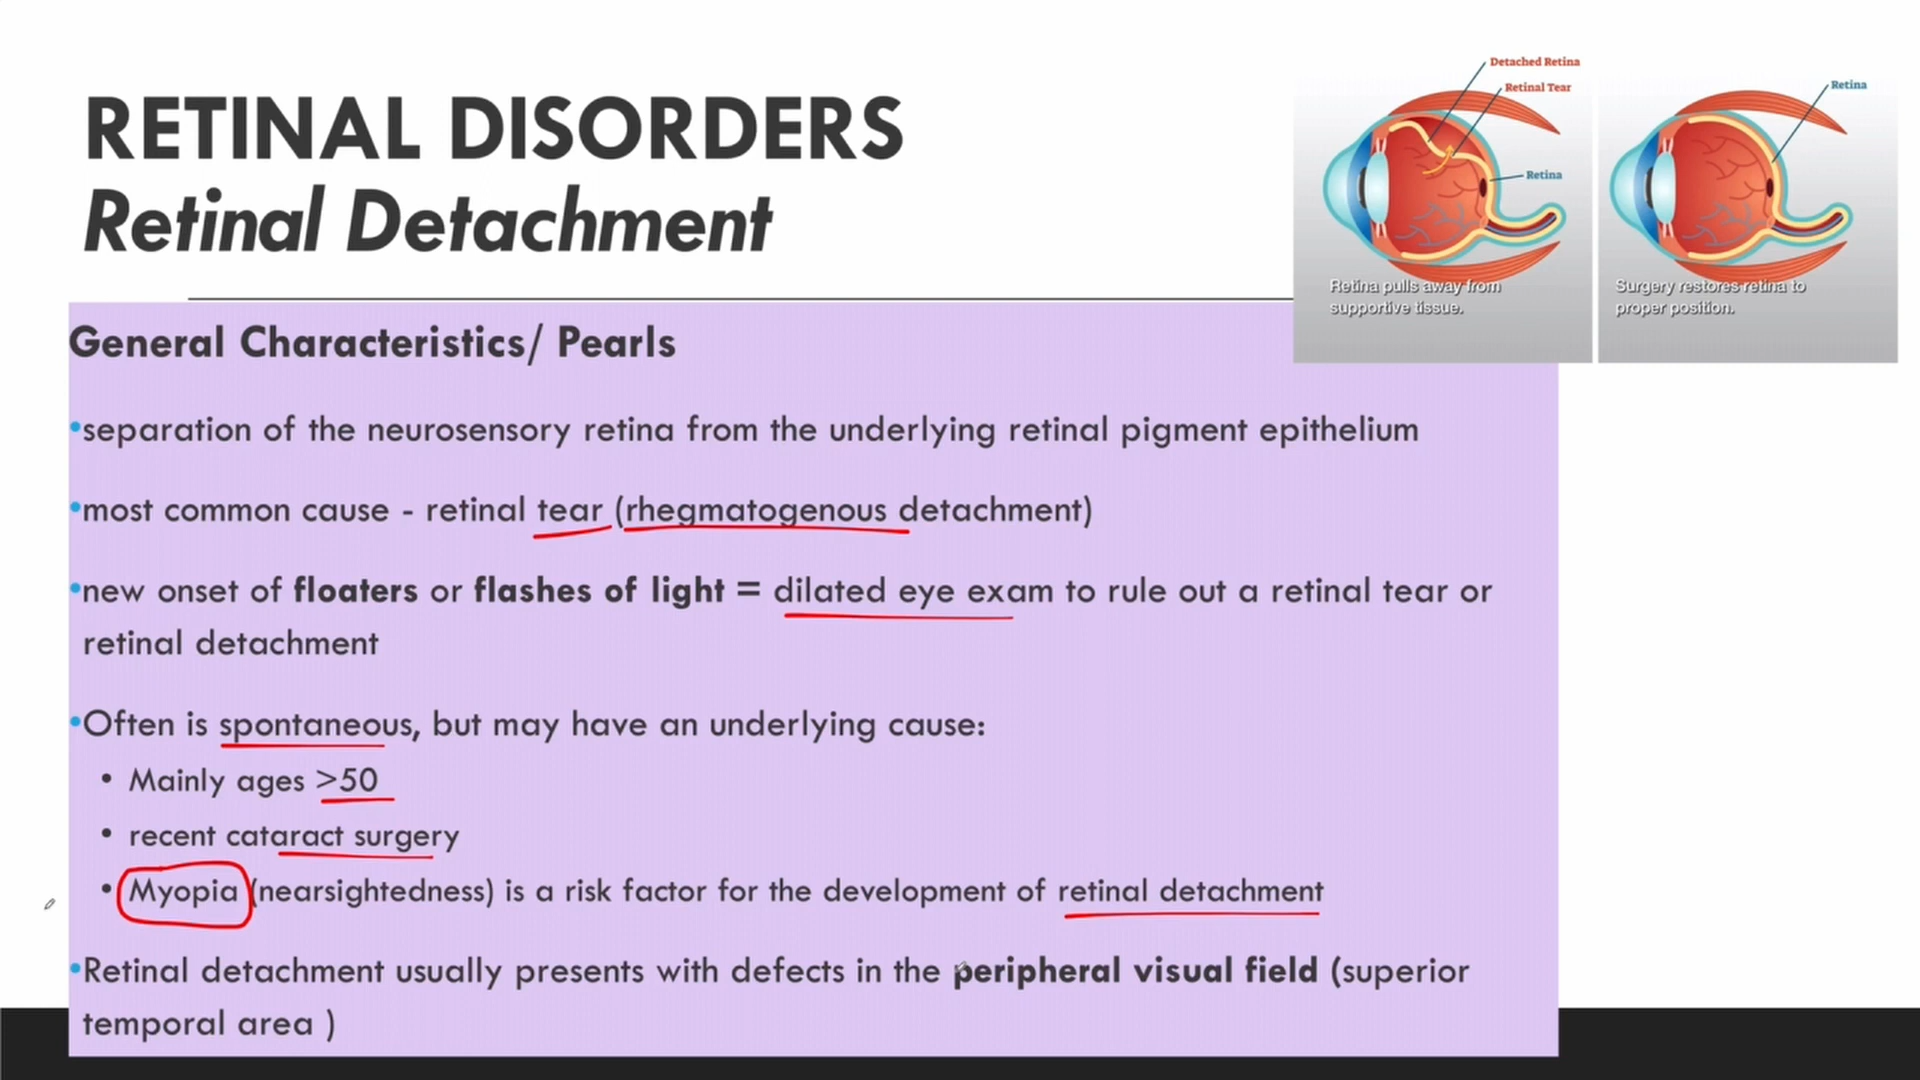 RETINAL DISORDERS
Retinal Detachment
Detached Retina
Retinal Tear
Retina
Retina pulls away from
supportive tissue.
Retina
Surgery restores retina to
proper position.
General Characteristics/ Pearls
•separation of the neurosensory retina from the underlying retinal pigment epithelium
•most common cause - retinal tear (rhegmatogenous detachment)
•new onset of floaters or flashes of light = dilated eye exam to rule out a retinal tear or
retinal detachment
•Often is spontaneous, but may have an underlying cause:
• Mainly ages >50
• recent cataract surgery
• Myopia (nearsightedness) is a risk factor for the development of retinal detachment
•Retinal detachment usually presents with defects in the peripheral visual field (superior
temporal area )